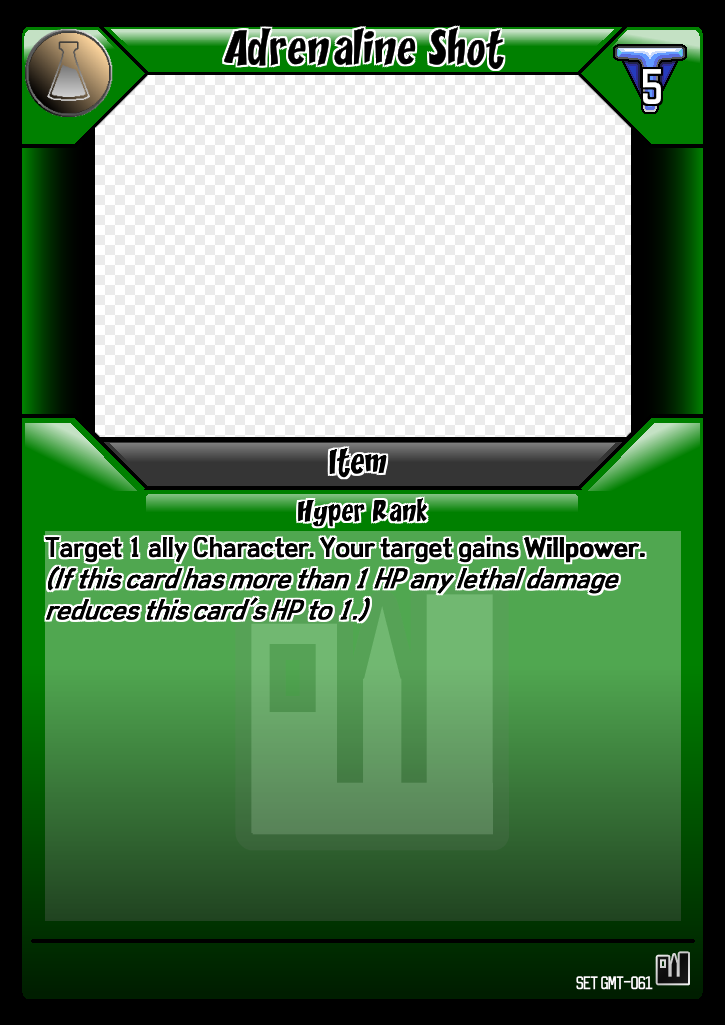 Adrenaline Shot
5
Item
Hyper Rank
Target 1 ally Character. Your target gains Willpower.
(If this card has more than 1 HP any lethal damage
reduces this card's HP to 1.)
SET GMT-061